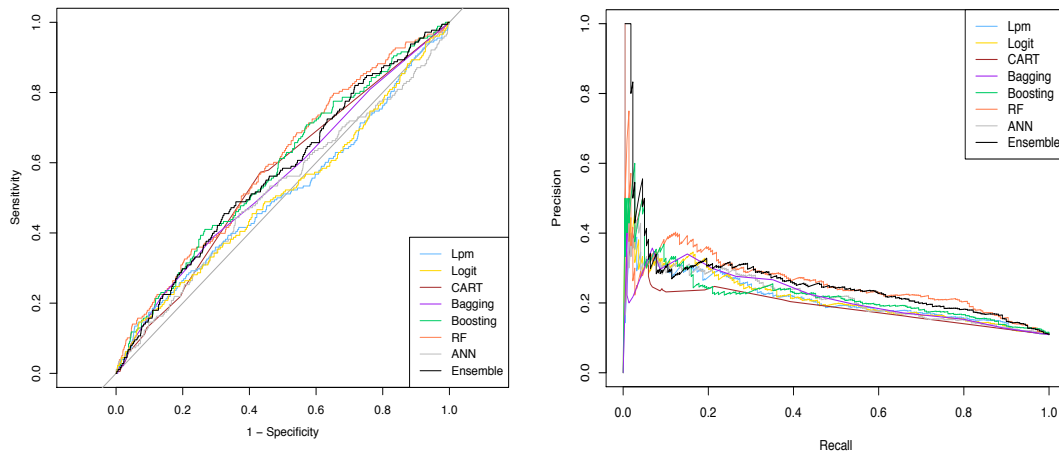 1.0
0.8
0.6
0.4
0.2
0.0
Sensitivity
Lpm
Logit
CART
Bagging
Boosting
RF
ANN
Ensemble
0.0 0.2 0.4 0.6 0.8 1.0
1 − Specificity
1.0
0.8
0.6
0.4
0.2
0.0
Precision
Lpm
Logit
CART
Bagging
Boosting
RF
ANN
Ensemble
0.0 0.2 0.4 0.6 0.8 1.0
Recall